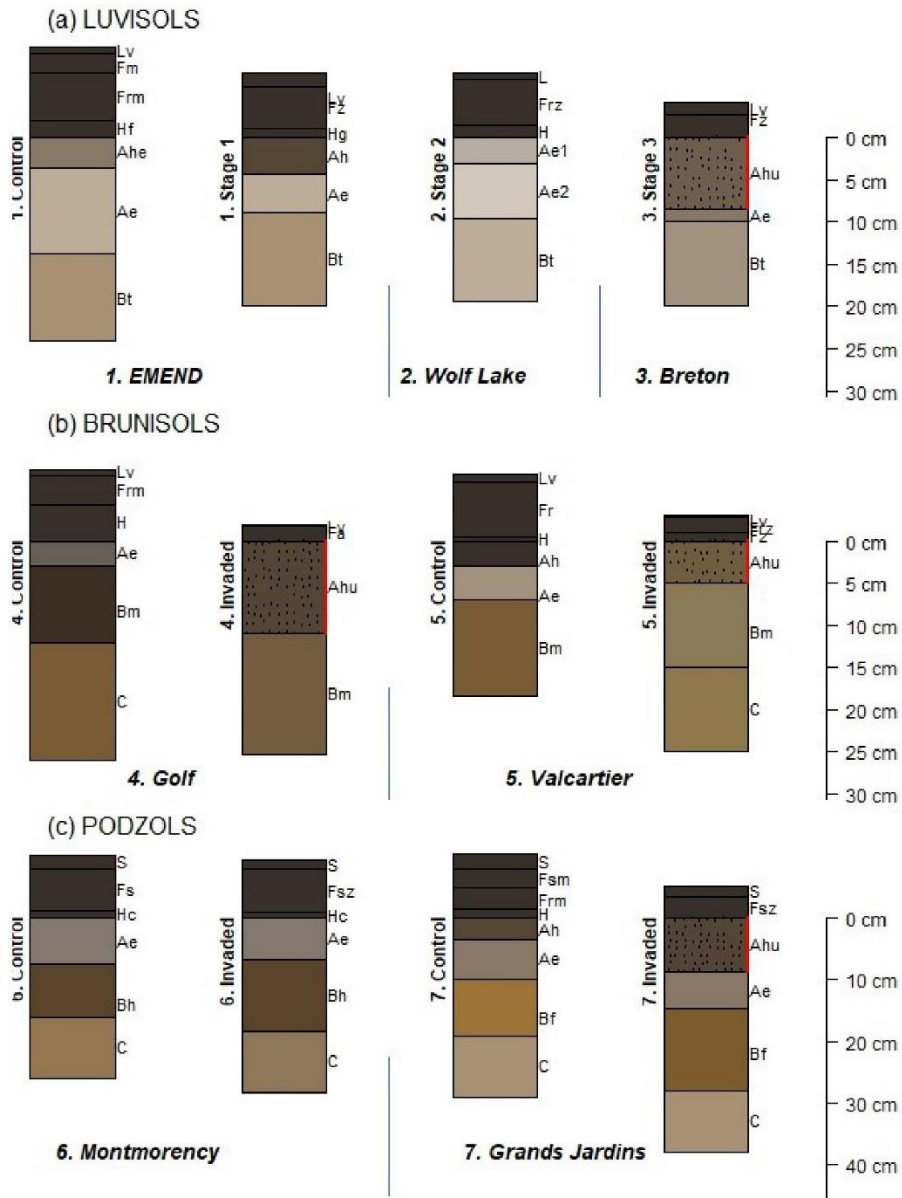 (a) LUVISOLS
1. Control
Lv
Fm
Frm
Hf
Ahe
Ae
Bt
1. Stage 1
Lv
Fz
Hg
Ah
Ae
Bt
2. Stage 2
L
Frz
H
Ae1
Ae2
Bt
3. Stage 3
Lv
Fz
Ahu
Ae
Bt
0 cm
5 cm
10 cm
15 cm
20 cm
25 cm
30 cm
1. EMEND
2. Wolf Lake
3. Breton
(b) BRUNISOLS
4. Control
Lv
Frm
H
Ae
Bm
C
4. Invaded
Lv
Fa
Ahu
Bm
5. Control
Lv
Fr
H
Ah
Ae
Bm
5. Invaded
Lv
Frz
Fz
Ahu
Bm
C
0 cm
5 cm
10 cm
15 cm
20 cm
25 cm
30 cm
4. Golf
5. Valcartier
(c) PODZOLS
6. Control
S
Fs
Hc
Ae
Bh
C
6. Invaded
S
Fsz
Hc
Ae
Bh
C
7. Control
S
Fsm
Frm
H
Ah
Ae
Bf
C
7. Invaded
S
Fsz
Ahu
Ae
Bf
C
0 cm
10 cm
20 cm
30 cm
40 cm
6. Montmorency
7. Grands Jardins